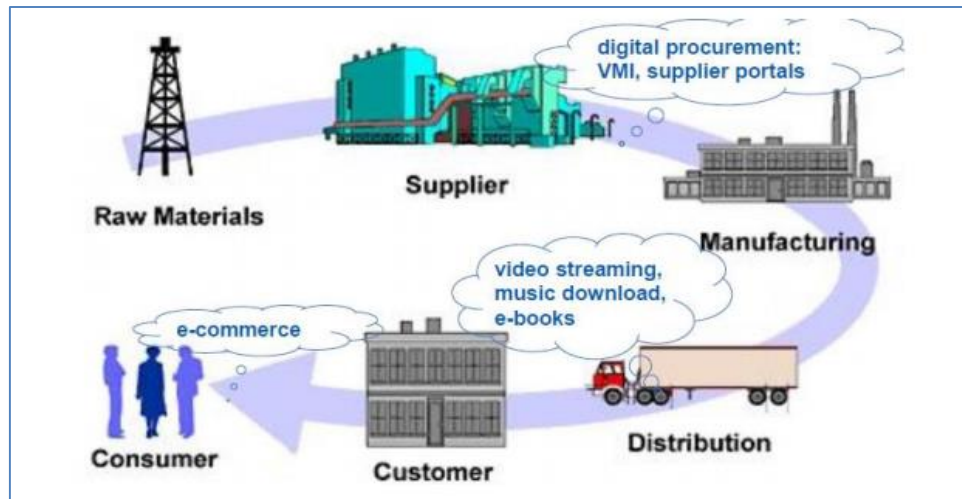 digital procurement:
VMI, supplier portals
Raw Materials
Supplier
Manufacturing
video streaming,
music download,
e-books
e-commerce
Consumer
Customer
Distribution